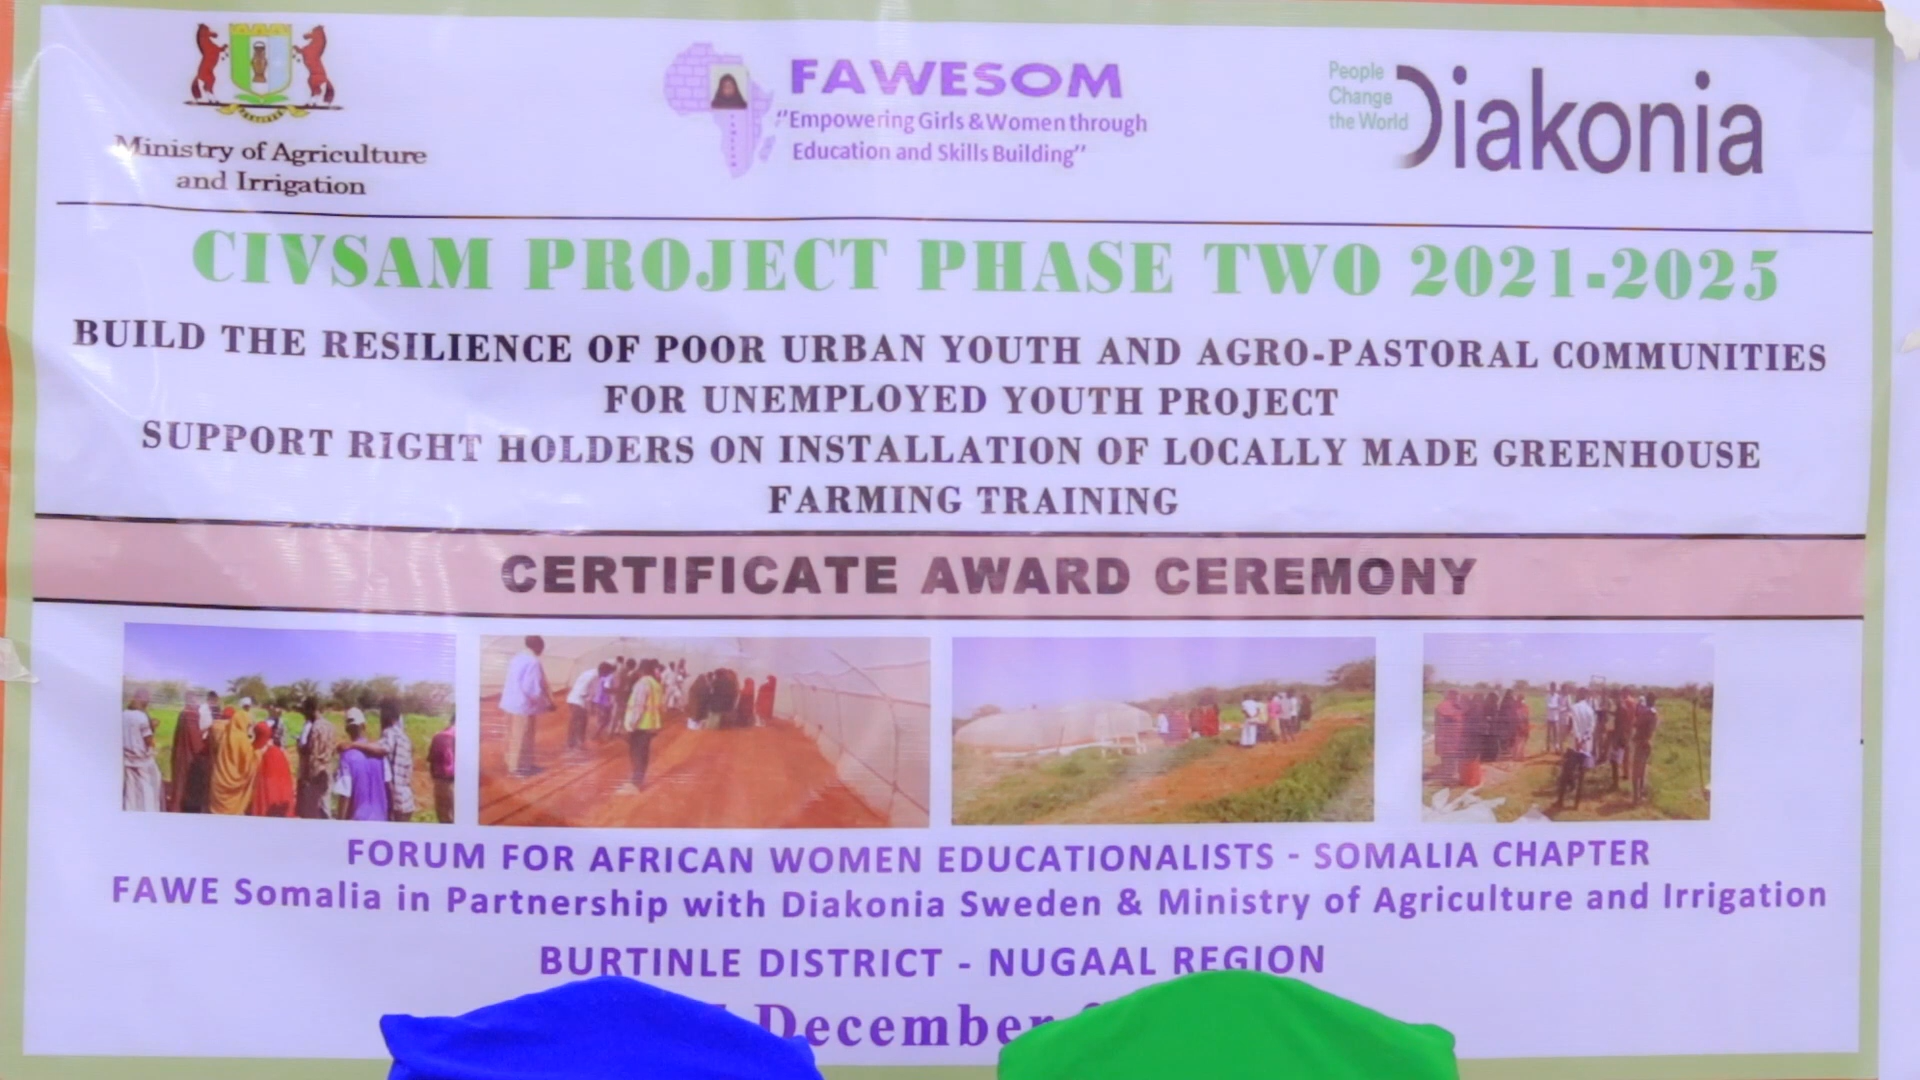 Ministry of Agriculture
and Irrigation
FAWESOM
"Empowering Girls & Women through
Education and Skills Building"
People
Change
the World
Diakonia
CIVSAM PROJECT PHASE TWO 2021-2025
BUILD THE RESILIENCE OF POOR URBAN YOUTH AND AGRO-PASTORAL COMMUNITIES
FOR UNEMPLOYED YOUTH PROJECT
SUPPORT RIGHT HOLDERS ON INSTALLATION OF LOCALLY MADE GREENHOUSE
FARMING TRAINING
CERTIFICATE AWARD CEREMONY
FORUM FOR AFRICAN WOMEN EDUCATIONALISTS - SOMALIA CHAPTER
FAWE Somalia in Partnership with Diakonia Sweden & Ministry of Agriculture and Irrigation
BURTINLE DISTRICT - NUGAAL REGION
December